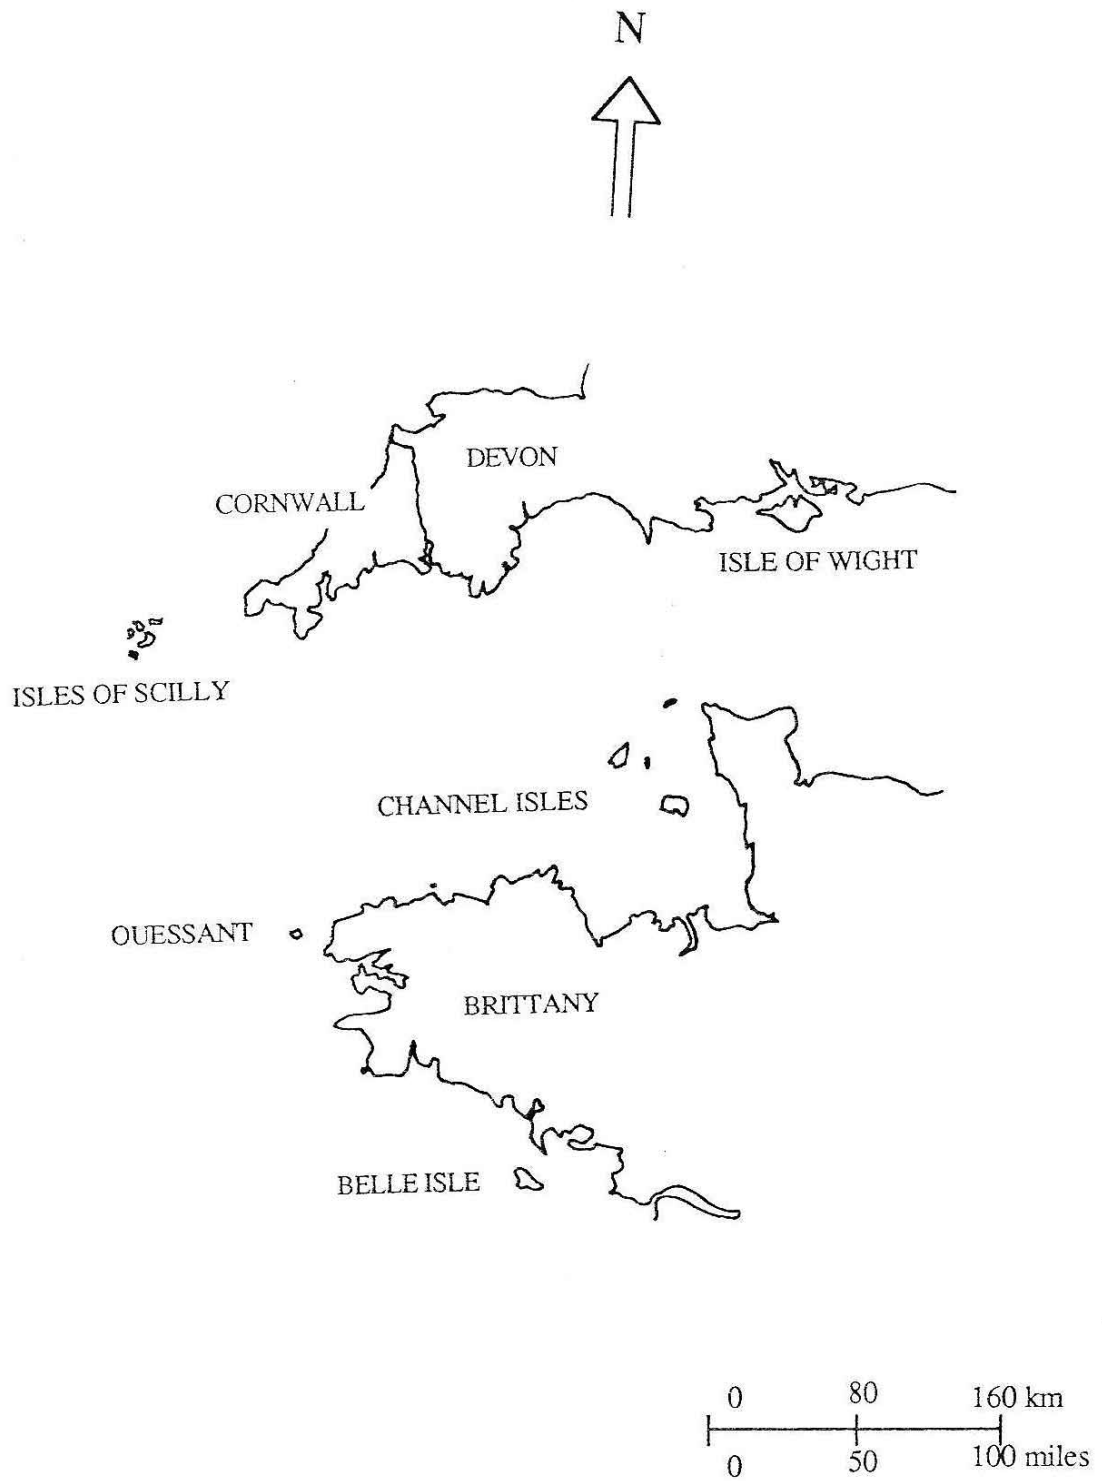 N
DEVON
CORNWALL
ISLE OF WIGHT
ISLES OF SCILLY
CHANNEL ISLES
OUESSANT
BRITTANY
BELLE ISLE
0 80 160 km
0 50 100 miles